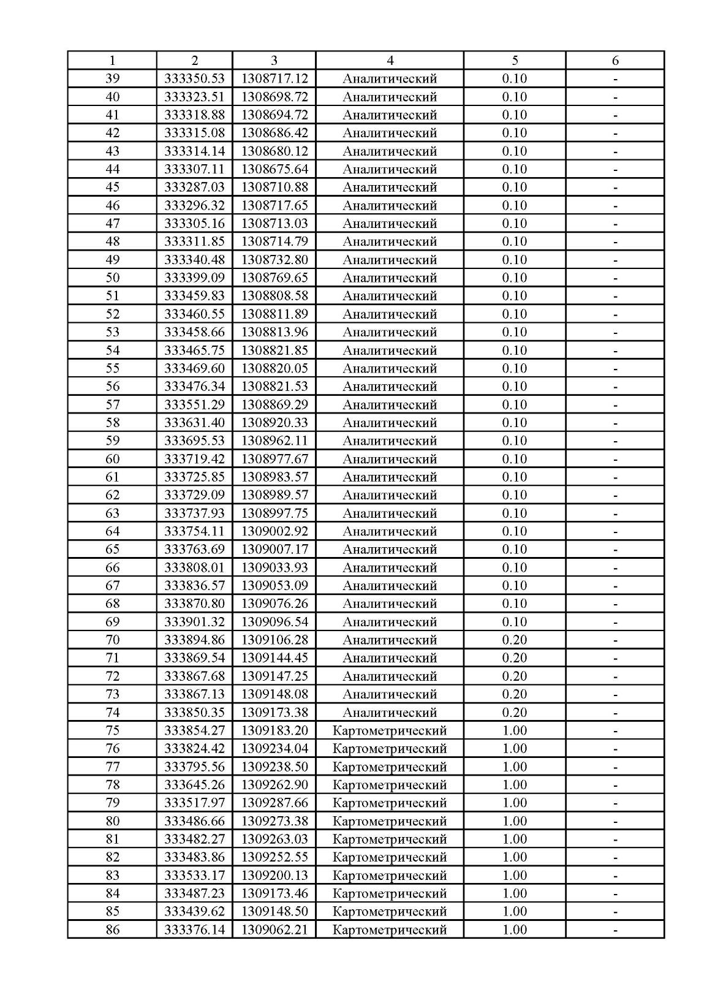 1 2 3 4 5 6
39 333350.53 1308717.12 Аналитический 0.10 -
40 333323.51 1308698.72 Аналитический 0.10 -
41 333318.88 1308694.72 Аналитический 0.10 -
42 333315.08 1308686.42 Аналитический 0.10 -
43 333314.14 1308680.12 Аналитический 0.10 -
44 333307.11 1308675.64 Аналитический 0.10 -
45 333287.03 1308710.88 Аналитический 0.10 -
46 333296.32 1308717.65 Аналитический 0.10 -
47 333305.16 1308713.03 Аналитический 0.10 -
48 333311.85 1308714.79 Аналитический 0.10 -
49 333340.48 1308732.80 Аналитический 0.10 -
50 333399.09 1308769.65 Аналитический 0.10 -
51 333459.83 1308808.58 Аналитический 0.10 -
52 333460.55 1308811.89 Аналитический 0.10 -
53 333458.66 1308813.96 Аналитический 0.10 -
54 333465.75 1308821.85 Аналитический 0.10 -
55 333469.60 1308820.05 Аналитический 0.10 -
56 333476.34 1308821.53 Аналитический 0.10 -
57 333551.29 1308869.29 Аналитический 0.10 -
58 333631.40 1308920.33 Аналитический 0.10 -
59 333695.53 1308962.11 Аналитический 0.10 -
60 333719.42 1308977.67 Аналитический 0.10 -
61 333725.85 1308983.57 Аналитический 0.10 -
62 333729.09 1308989.57 Аналитический 0.10 -
63 333737.93 1308997.75 Аналитический 0.10 -
64 333754.11 1309002.92 Аналитический 0.10 -
65 333763.69 1309007.17 Аналитический 0.10 -
66 333808.01 1309033.93 Аналитический 0.10 -
67 333836.57 1309053.09 Аналитический 0.10 -
68 333870.80 1309076.26 Аналитический 0.10 -
69 333901.32 1309096.54 Аналитический 0.10 -
70 333894.86 1309106.28 Аналитический 0.20 -
71 333869.54 1309144.45 Аналитический 0.20 -
72 333867.68 1309147.25 Аналитический 0.20 -
73 333867.13 1309148.08 Аналитический 0.20 -
74 333850.35 1309173.38 Аналитический 0.20 -
75 333854.27 1309183.20 Картометрический 1.00 -
76 333824.42 1309234.04 Картометрический 1.00 -
77 333795.56 1309238.50 Картометрический 1.00 -
78 333645.26 1309262.90 Картометрический 1.00 -
79 333517.97 1309287.66 Картометрический 1.00 -
80 333486.66 1309273.38 Картометрический 1.00 -
81 333482.27 1309263.03 Картометрический 1.00 -
82 333483.86 1309252.55 Картометрический 1.00 -
83 333533.17 1309200.13 Картометрический 1.00 -
84 333487.23 1309173.46 Картометрический 1.00 -
85 333439.62 1309148.50 Картометрический 1.00 -
86 333376.14 1309062.21 Картометрический 1.00 -